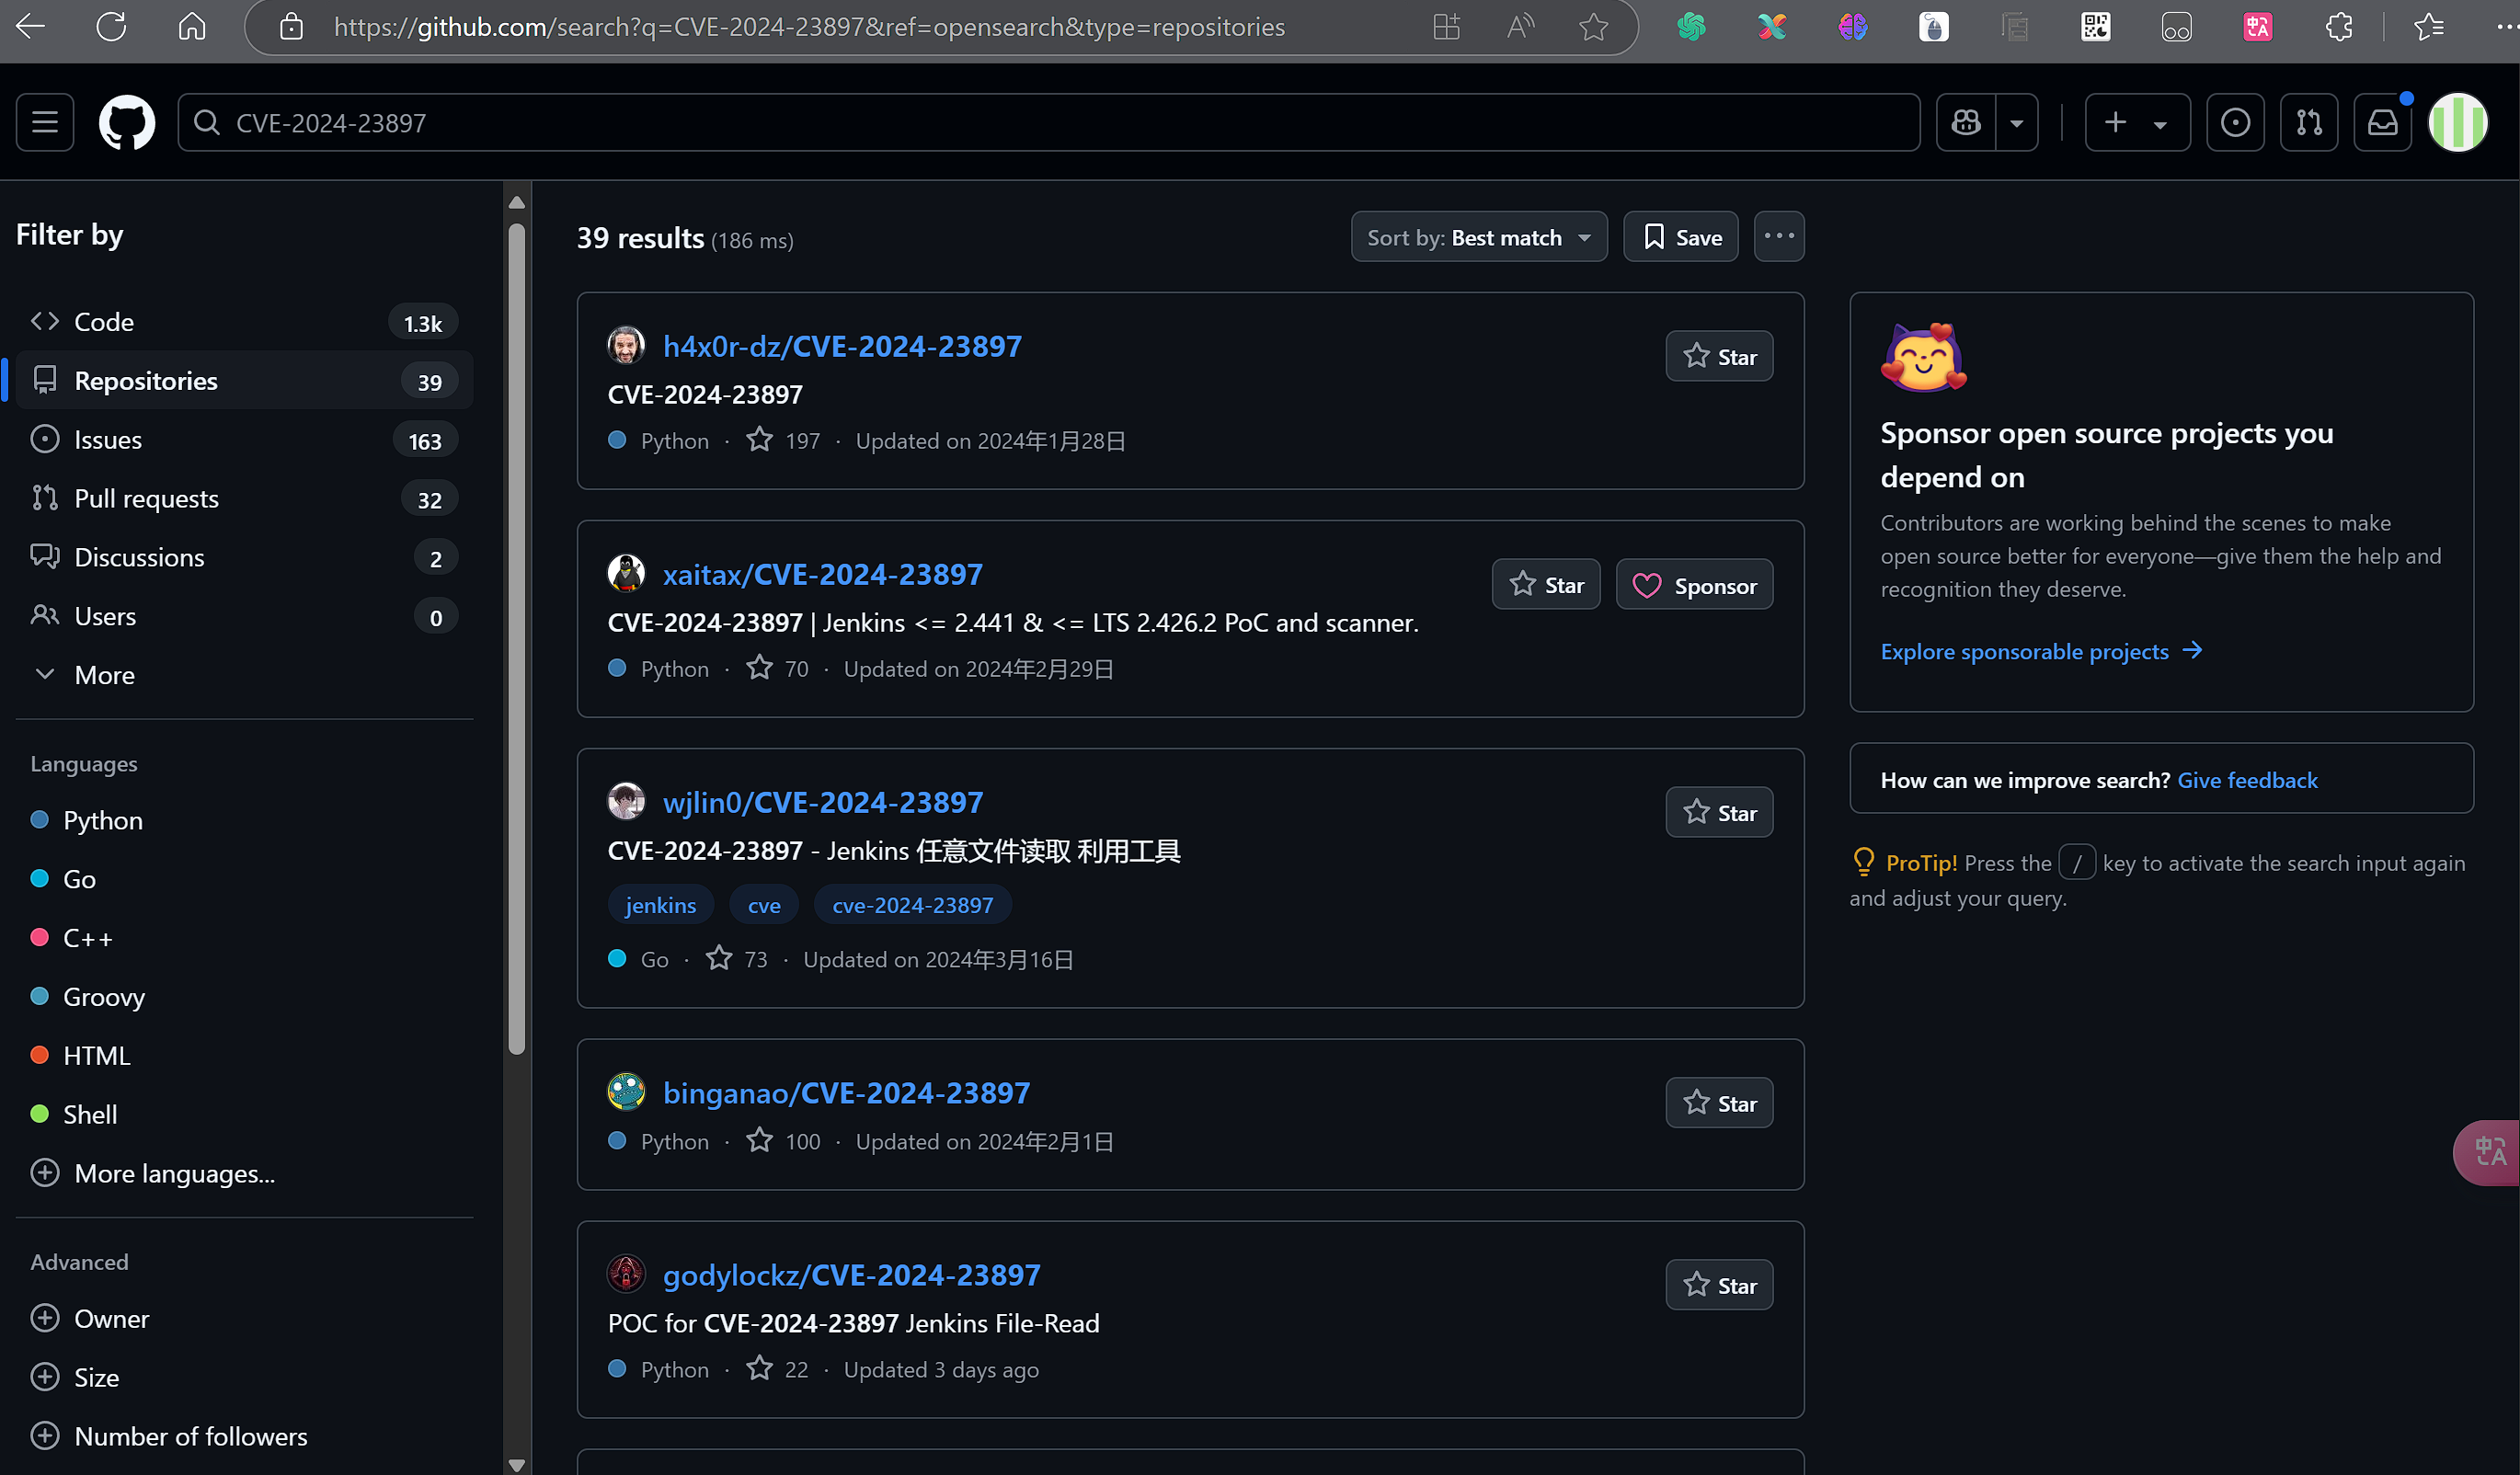 https://github.com/search?q=CVE-2024-23897&ref=opensearch&type=repositories
CVE-2024-23897
Filter by
Code 1.3k
Repositories 39
Issues 163
Pull requests 32
Discussions 2
Users 0
More
Languages
Python
Go
C++
Groovy
HTML
Shell
More languages...
Advanced
Owner
Size
Number of followers
39 results (186 ms)
Sort by: Best match
Save
h4x0r-dz/CVE-2024-23897
Star
CVE-2024-23897
Python · 197 · Updated on 2024年1月28日
xaitax/CVE-2024-23897
Star
Sponsor
CVE-2024-23897 | Jenkins <= 2.441 & <= LTS 2.426.2 PoC and scanner.
Python · 70 · Updated on 2024年2月29日
wjlin0/CVE-2024-23897
Star
CVE-2024-23897 - Jenkins 任意文件读取 利用工具
jenkins cve cve-2024-23897
Go · 73 · Updated on 2024年3月16日
binganao/CVE-2024-23897
Star
Python · 100 · Updated on 2024年2月1日
godylockz/CVE-2024-23897
Star
POC for CVE-2024-23897 Jenkins File-Read
Python · 22 · Updated 3 days ago
Sponsor open source projects you
depend on
Contributors are working behind the scenes to make
open source better for everyone—give them the help and
recognition they deserve.
Explore sponsorable projects →
How can we improve search? Give feedback
ProTip! Press the / key to activate the search input again
and adjust your query.
中A